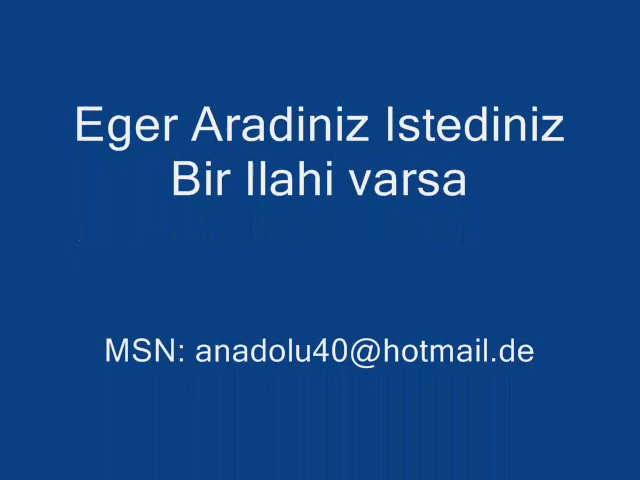 Eger Aradiniz Istediniz
Bir Ilahi varsa
MSN: anadolu40@hotmail.de